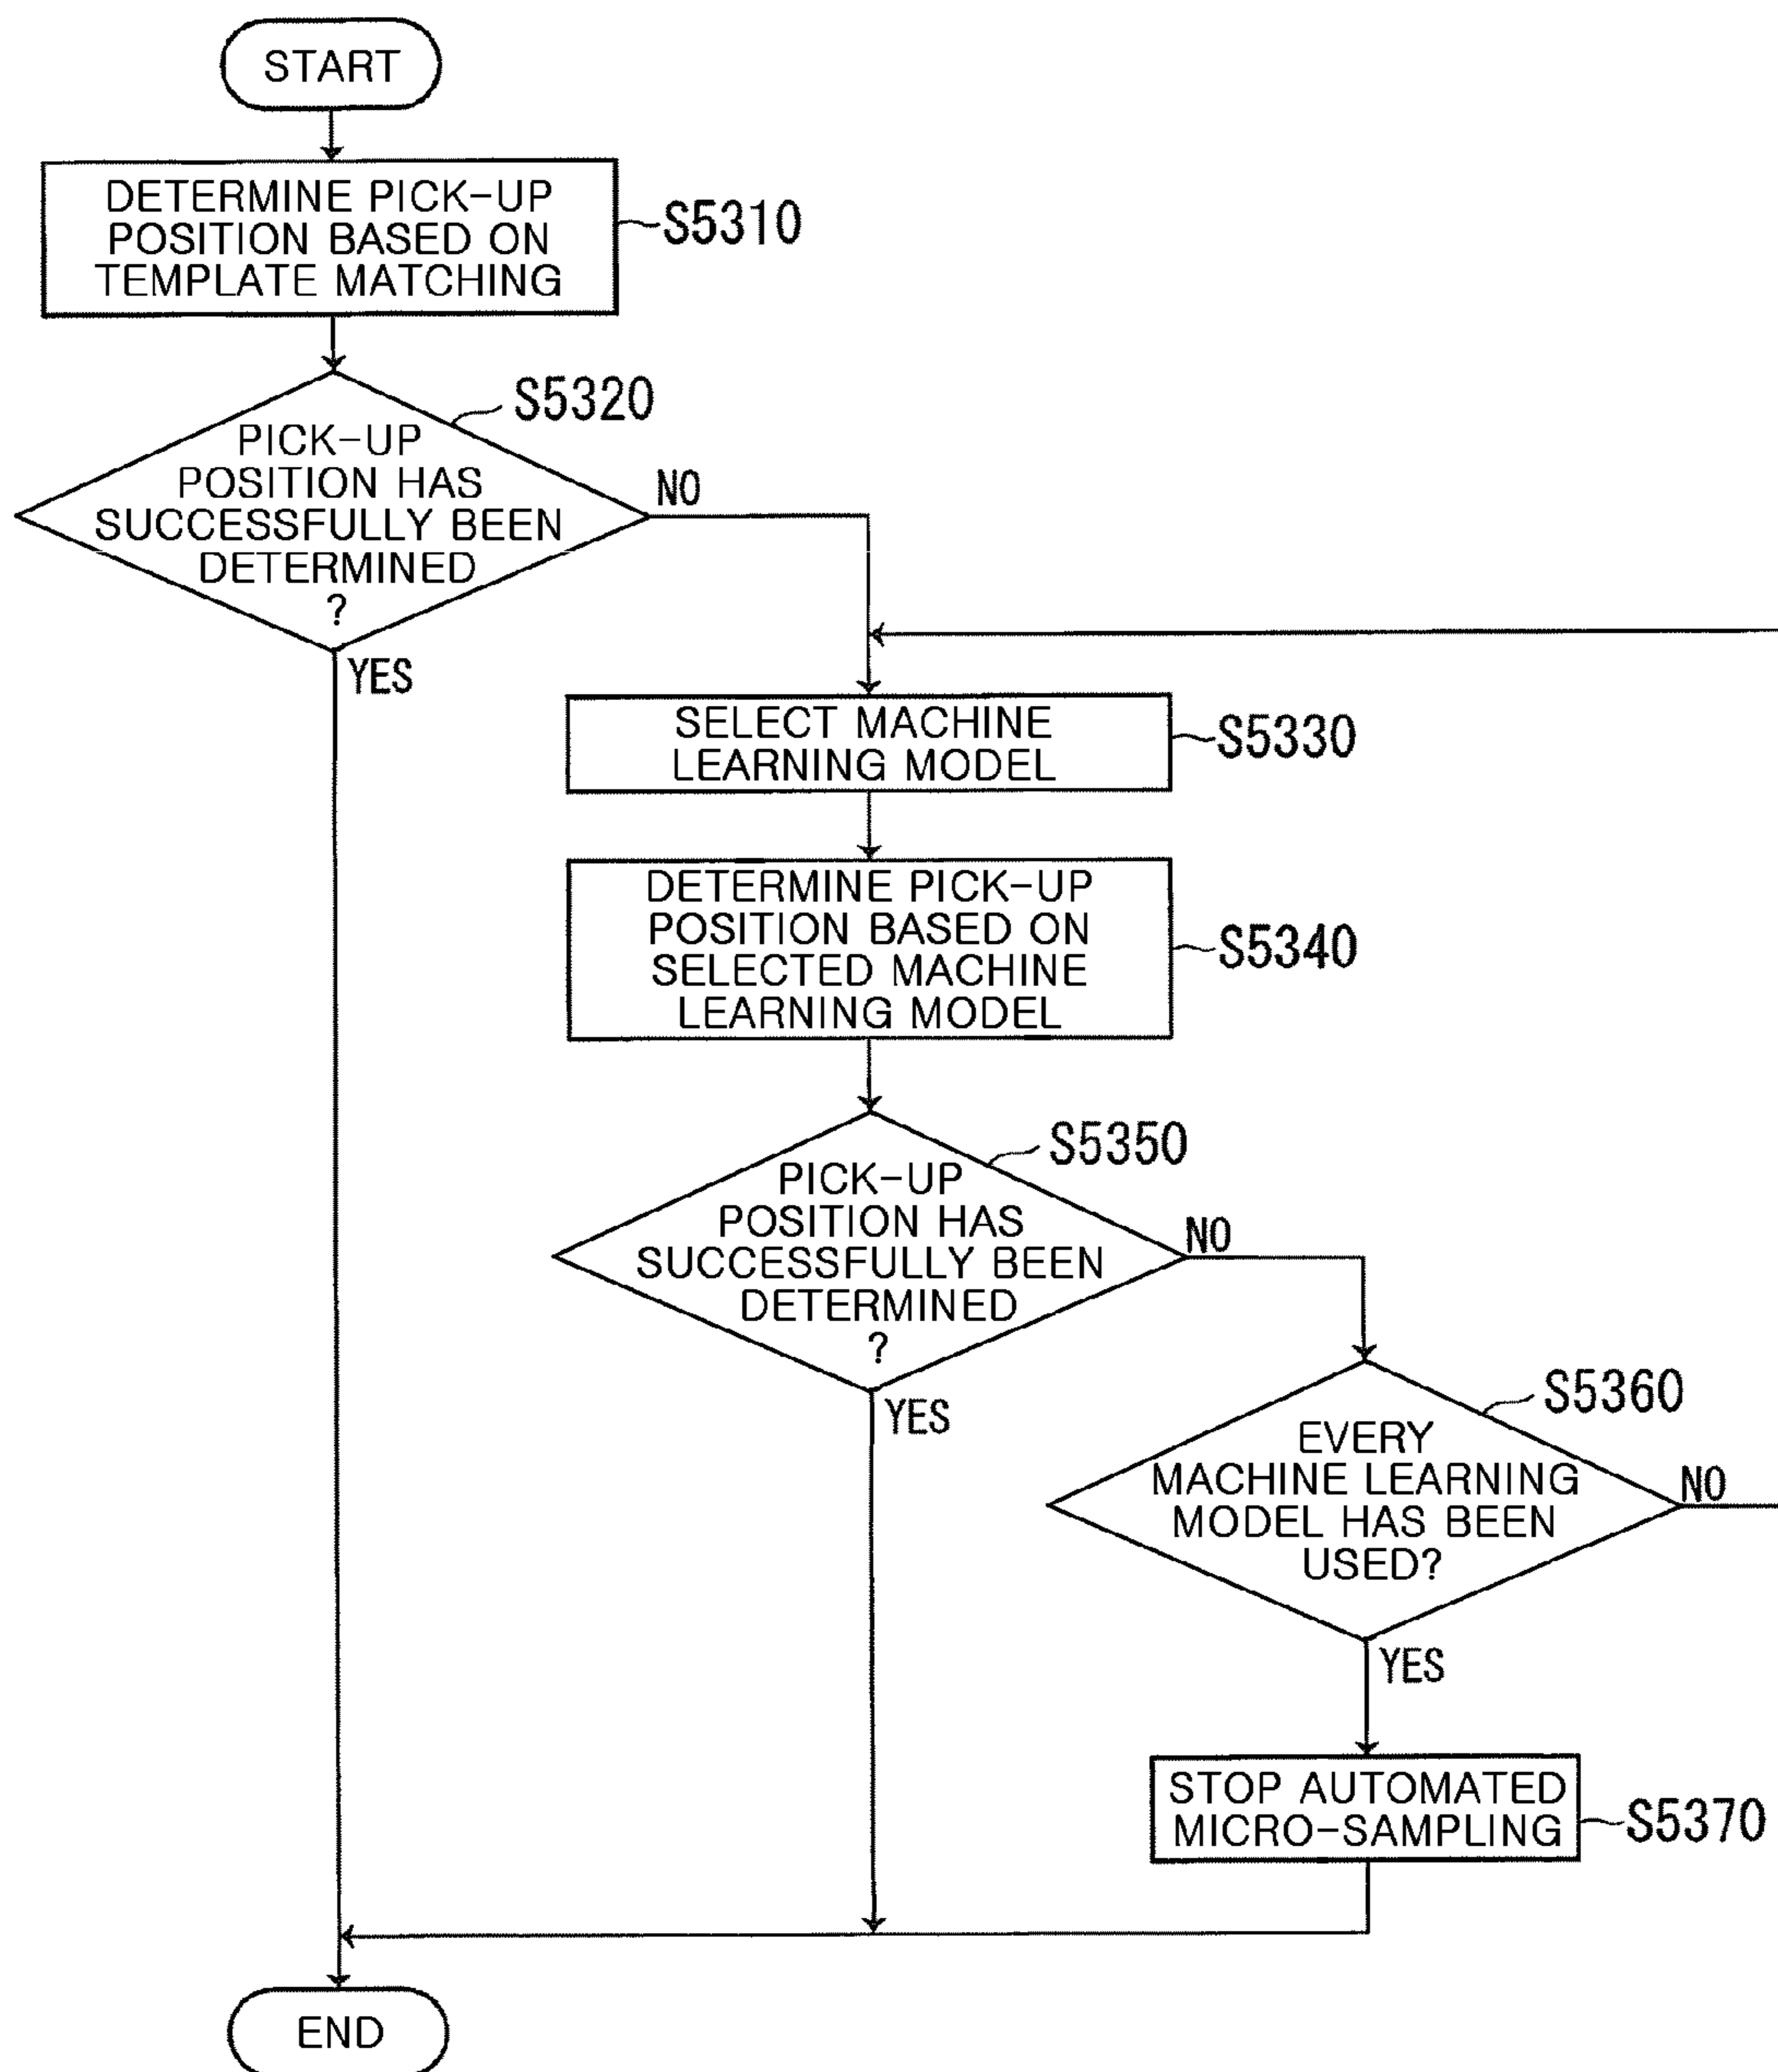 START
DETERMINE PICK-UP
POSITION BASED ON
TEMPLATE MATCHING
S5310
S5320
PICK-UP
POSITION HAS
SUCCESSFULLY BEEN
DETERMINED
?
NO
YES
SELECT MACHINE
LEARNING MODEL
S5330
DETERMINE PICK-UP
POSITION BASED ON
SELECTED MACHINE
LEARNING MODEL
S5340
S5350
PICK-UP
POSITION HAS
SUCCESSFULLY BEEN
DETERMINED
?
NO
YES
S5360
EVERY
MACHINE LEARNING
MODEL HAS BEEN
USED?
NO
YES
STOP AUTOMATED
MICRO-SAMPLING
S5370
END